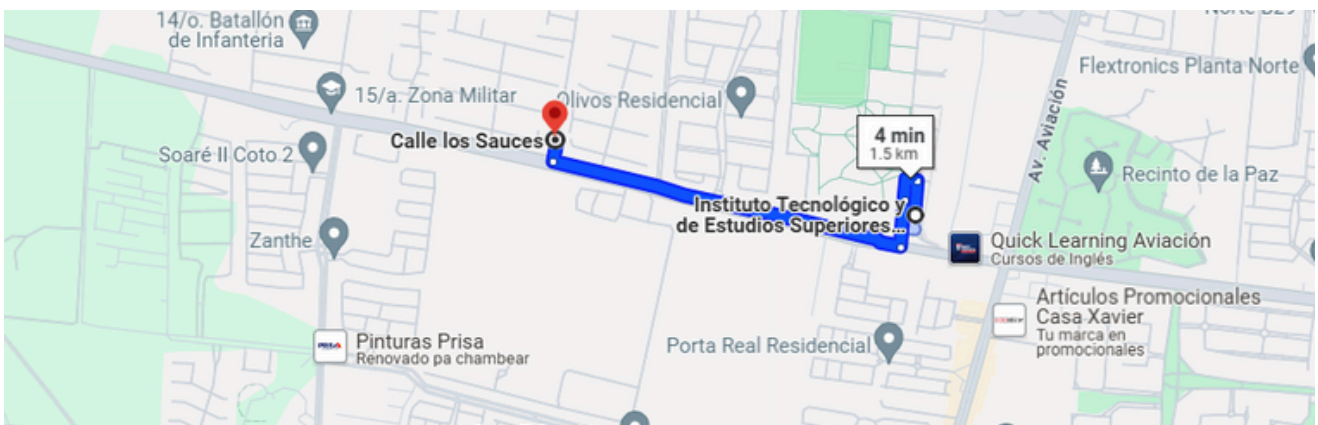 14/o. Batallón
de Infanteria
15/a. Zona Militar
Olivos Residencial
Flextronics Planta Norte
Calle los Sauces
4 min
1.5 km
Soaré II Coto 2
Av. Aviación
Recinto de la Paz
Instituto Tecnológico y
de Estudios Superiores...
Zanthe
Quick Learning Aviación
Cursos de Inglés
Artículos Promocionales
Casa Xavier
Tu marca en
promocionales
Pinturas Prisa
Renovado pa chambear
Porta Real Residencial